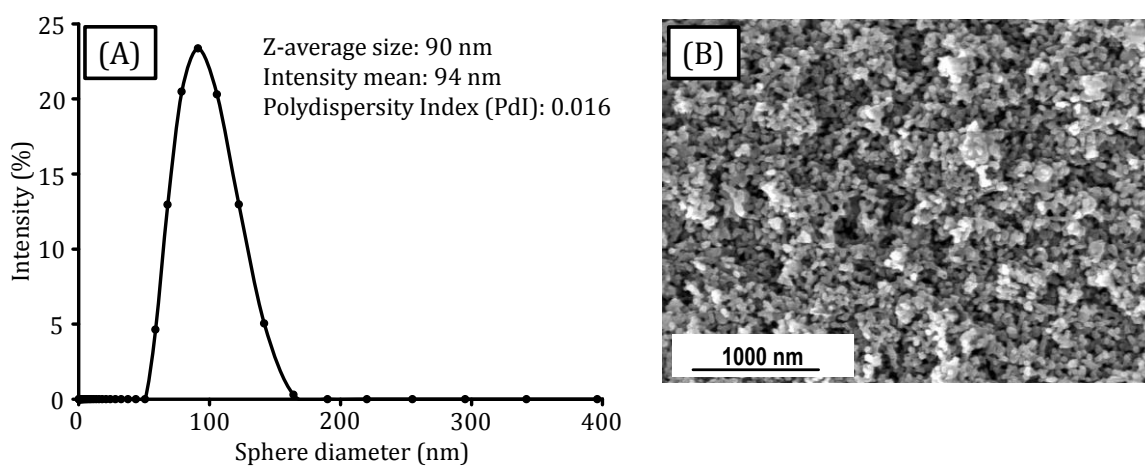 (A)
Z-average size: 90 nm
Intensity mean: 94 nm
Polydispersity Index (PdI): 0.016
25
20
15
10
5
0
Intensity (%)
0 100 200 300 400
Sphere diameter (nm)
(B)
1000 nm